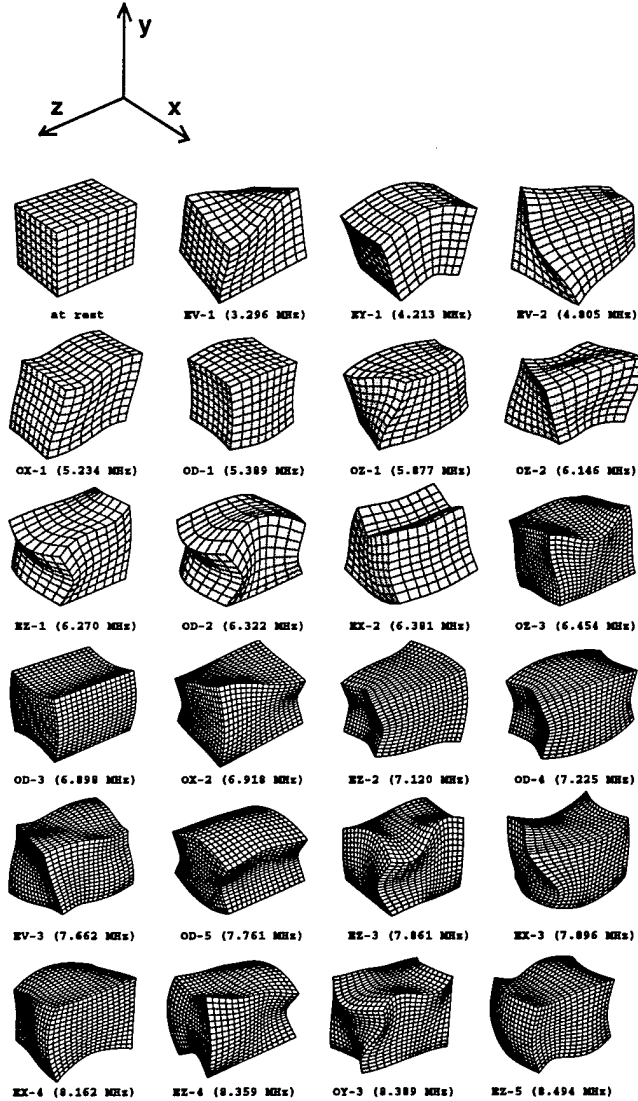 y
z
x
at rest
EV-1 (3.296 MHz)
EY-1 (4.213 MHz)
EV-2 (4.805 MHz)
OX-1 (5.234 MHz)
OD-1 (5.389 MHz)
OZ-1 (5.877 MHz)
OZ-2 (6.146 MHz)
EZ-1 (6.270 MHz)
OD-2 (6.322 MHz)
EX-2 (6.381 MHz)
OZ-3 (6.454 MHz)
OD-3 (6.898 MHz)
OX-2 (6.918 MHz)
EZ-2 (7.120 MHz)
OD-4 (7.225 MHz)
EV-3 (7.662 MHz)
OD-5 (7.761 MHz)
EZ-3 (7.861 MHz)
EX-3 (7.896 MHz)
EX-4 (8.162 MHz)
EZ-4 (8.359 MHz)
OY-3 (8.389 MHz)
EZ-5 (8.494 MHz)